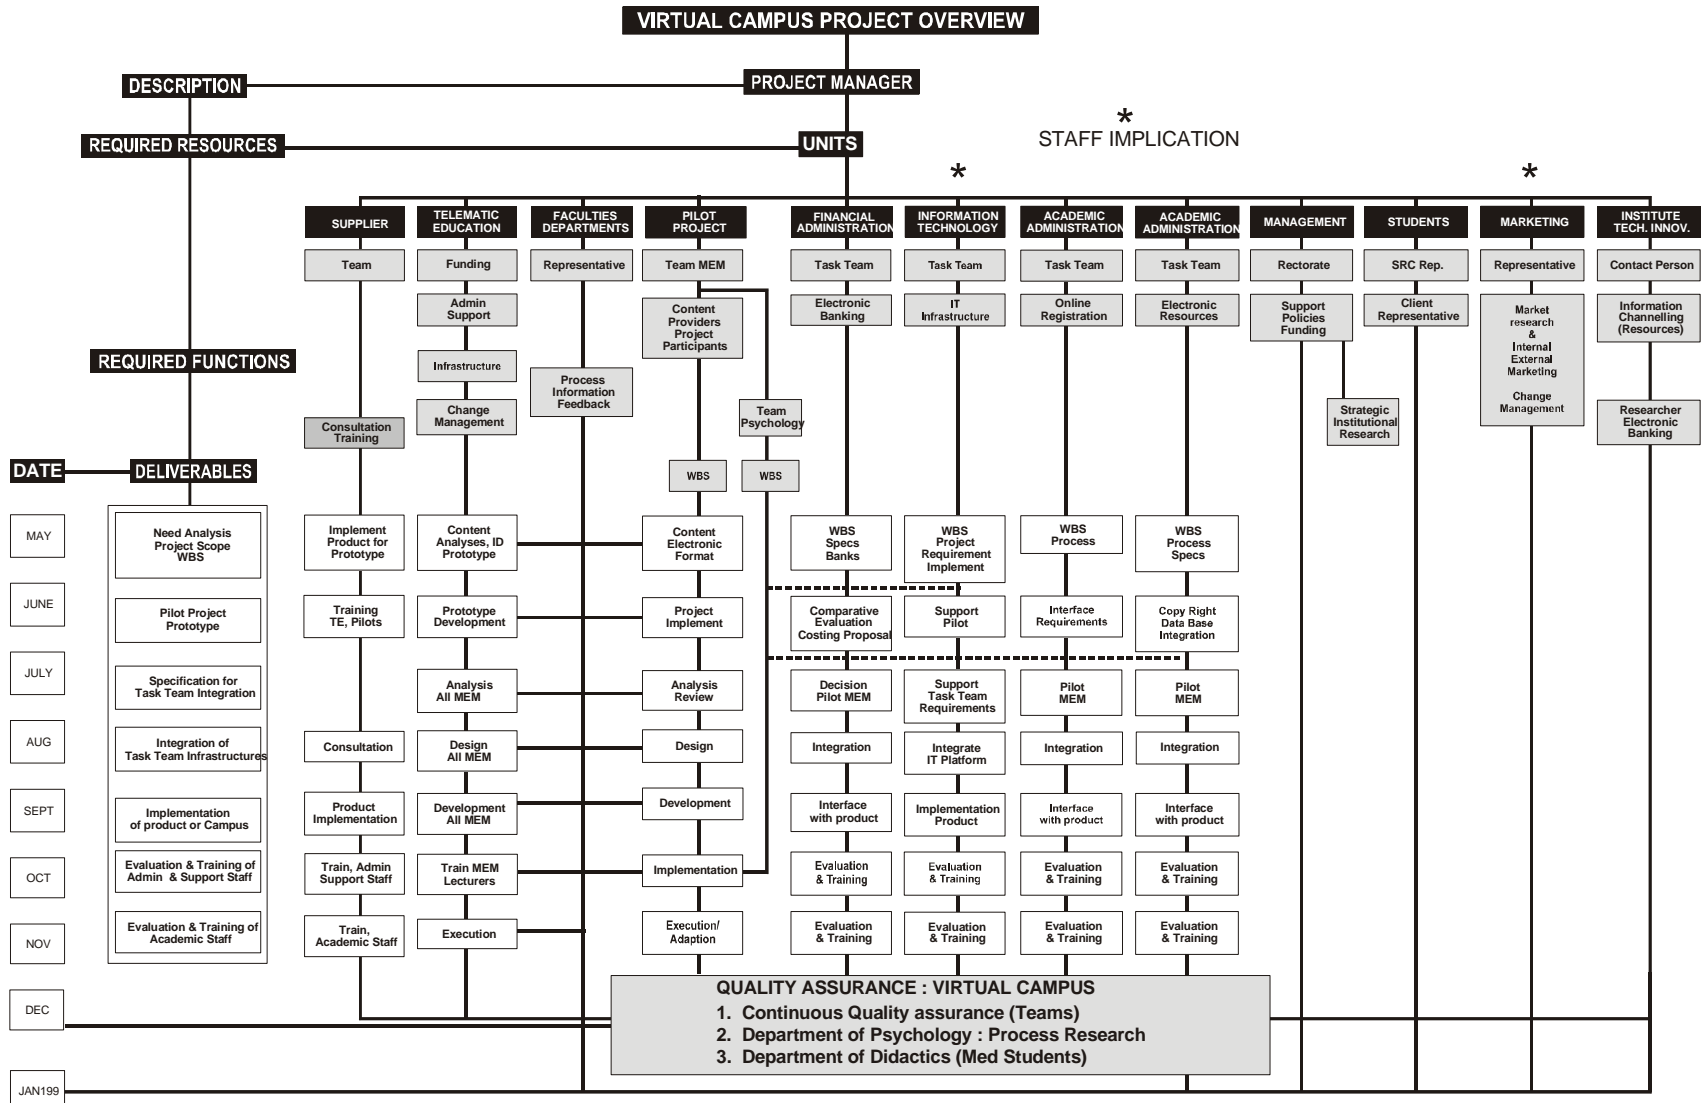 VIRTUAL CAMPUS PROJECT OVERVIEW
DESCRIPTION
PROJECT MANAGER
*
STAFF IMPLICATION
REQUIRED RESOURCES
UNITS
*
*
SUPPLIER
TELEMATIC
EDUCATION
FACULTIES
DEPARTMENTS
PILOT
PROJECT
FINANCIAL
ADMINISTRATION
INFORMATION
TECHNOLOGY
ACADEMIC
ADMINISTRATION
ACADEMIC
ADMINISTRATION
MANAGEMENT
STUDENTS
MARKETING
INSTITUTE
TECH. INNOV.
Team
Funding
Representative
Team MEM
Task Team
Task Team
Task Team
Task Team
Rectorate
SRC Rep.
Representative
Contact Person
Admin
Support
Content
Providers
Project
Participants
Electronic
Banking
IT
Infrastructure
Online
Registration
Electronic
Resources
Support
Policies
Funding
Client
Representative
Market
research
&
Internal
External
Marketing
Change
Management
Information
Channelling
(Resources)
REQUIRED FUNCTIONS
Infrastructure
Process
Information
Feedback
Consultation
Training
Change
Management
Team
Psychology
Strategic
Institutional
Research
Researcher
Electronic
Banking
DATE
DELIVERABLES
WBS
WBS
MAY
Need Analysis
Project Scope
WBS
Implement
Product for
Prototype
Content
Analyses, ID
Prototype
Content
Electronic
Format
WBS
Specs
Banks
WBS
Project
Requirement
Implement
WBS
Process
WBS
Process
Specs
JUNE
Pilot Project
Prototype
Training
TE, Pilots
Prototype
Development
Project
Implement
Comparative
Evaluation
Costing Proposal
Support
Pilot
Interface
Requirements
Copy Right
Data Base
Integration
JULY
Specification for
Task Team Integration
Analysis
All MEM
Analysis
Review
Decision
Pilot MEM
Support
Task Team
Requirements
Pilot
MEM
Pilot
MEM
AUG
Integration of
Task Team Infrastructures
Consultation
Design
All MEM
Design
Integration
Integrate
IT Platform
Integration
Integration
SEPT
Implementation
of product or Campus
Product
Implementation
Development
All MEM
Development
Interface
with product
Implementation
Product
Interface
with product
Interface
with product
OCT
Evaluation & Training of
Admin & Support Staff
Train, Admin
Support Staff
Train MEM
Lecturers
Implementation
Evaluation
& Training
Evaluation
& Training
Evaluation
& Training
Evaluation
& Training
NOV
Evaluation & Training of
Academic Staff
Train,
Academic Staff
Execution
Execution/
Adaption
Evaluation
& Training
Evaluation
& Training
Evaluation
& Training
Evaluation
& Training
DEC
QUALITY ASSURANCE : VIRTUAL CAMPUS
1. Continuous Quality assurance (Teams)
2. Department of Psychology : Process Research
3. Department of Didactics (Med Students)
JAN199